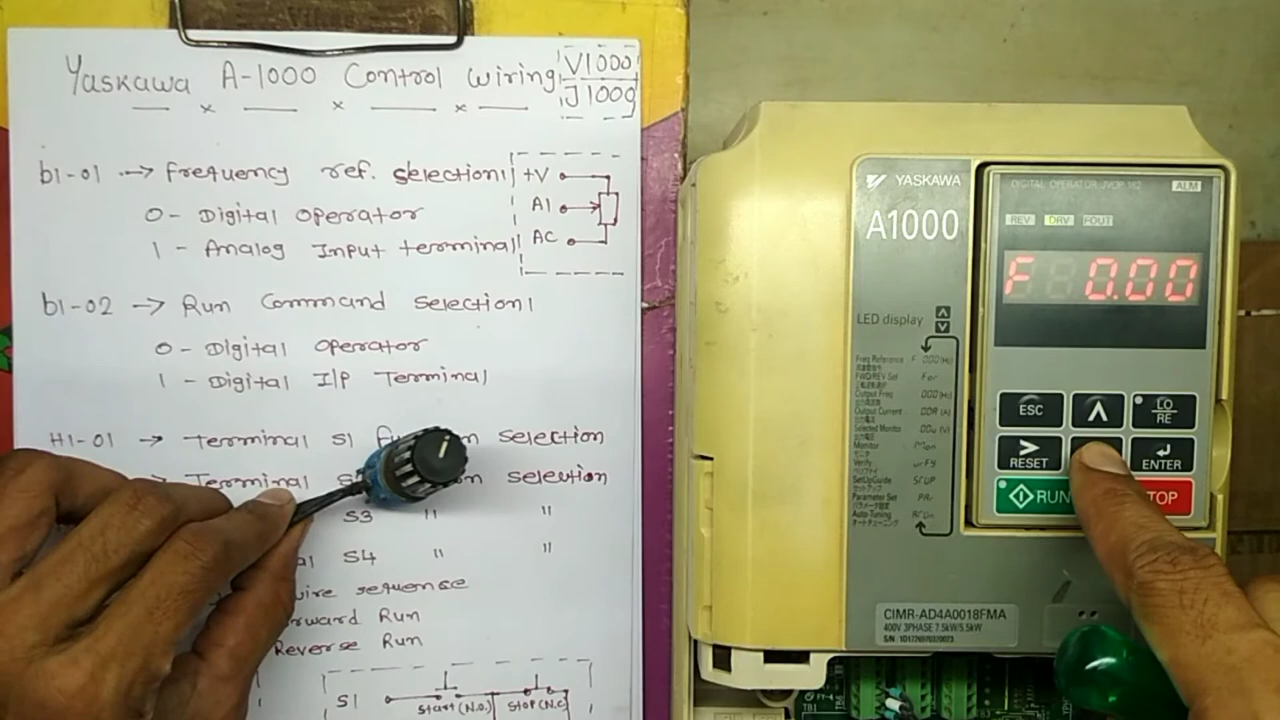 Yaskawa A-1000 Control Wiring V1000
J1000
b1-01 → Frequency ref. selection
0- Digital Operator
1 - Analog Input terminal
+V
A1
AC
b1-02 → Run Command Selection
0- Digital Operator
1 - Digital I/P Terminal
H1-01 → Terminal S1 selection
Terminal selection
S3 " "
S4 " "
wire sequence
Run
Reverse Run
S1
Start (N.O.) Stop (N.C
YASKAWA
A1000
DIGITAL OPERATOR JVOP-182 ALM
REV DRV FOUT
F 0.00
LED display
Freq Reference
FWD/REV Sel
Output Freq
Output Current
Selected Monitor
Monitor
Verify
SetUpGuide
Parameter Set
Auto-Tuning
ESC
LO
RE
RESET
ENTER
RUN
TOP
CIMR-AD4A0018FMA
400V 3PHASE 7.5kW/5.5kW
TB1